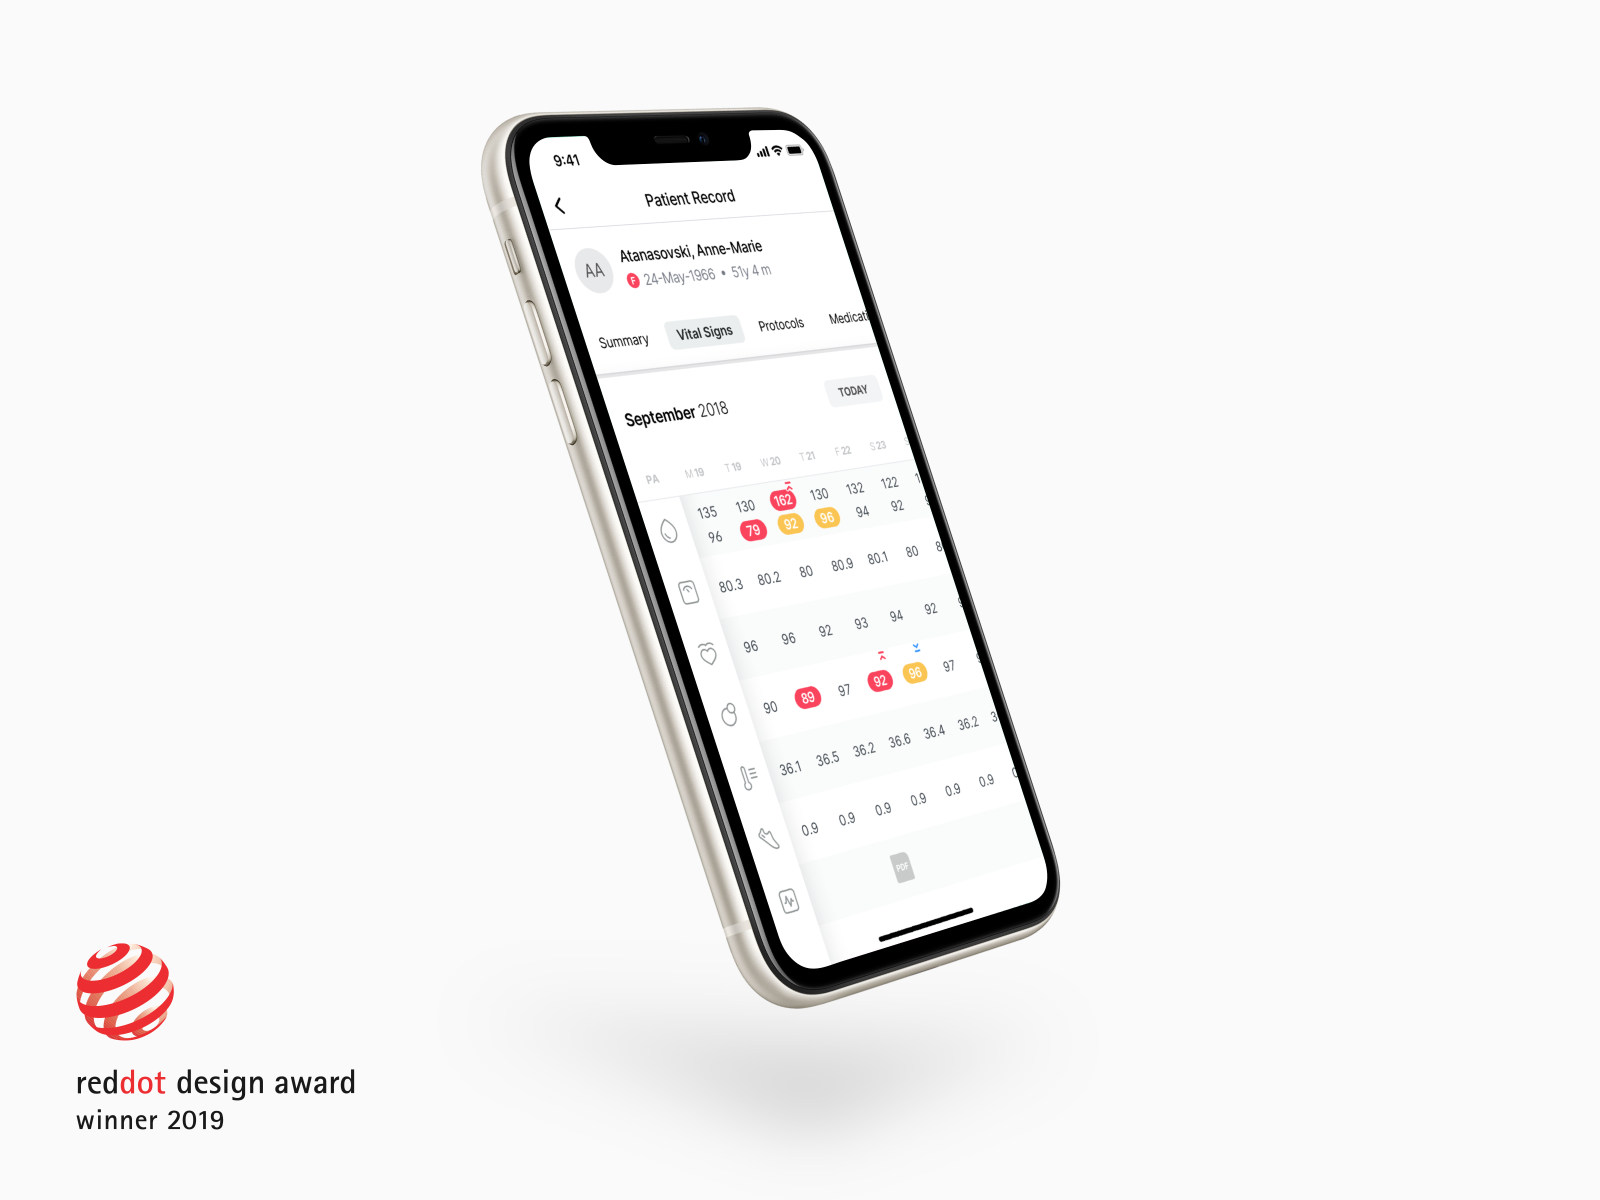 9:41
Patient Record
AA
Atanasovski, Anne-Marie
F 24-May-1966 • 51y 4 m
Summary Vital Signs Protocols Medicati
September 2018 TODAY
PA M 19 T 19 W 20 T 21 F 22 S 23
135 130 162 130 132 122
96 79 92 96 94 92
80.3 80.2 80 80.9 80.1 80
96 96 92 93 94 92
90 89 97 92 96 97
36.1 36.5 36.2 36.6 36.4 36.2
0.9 0.9 0.9 0.9 0.9 0.9
PDF
reddot design award
winner 2019